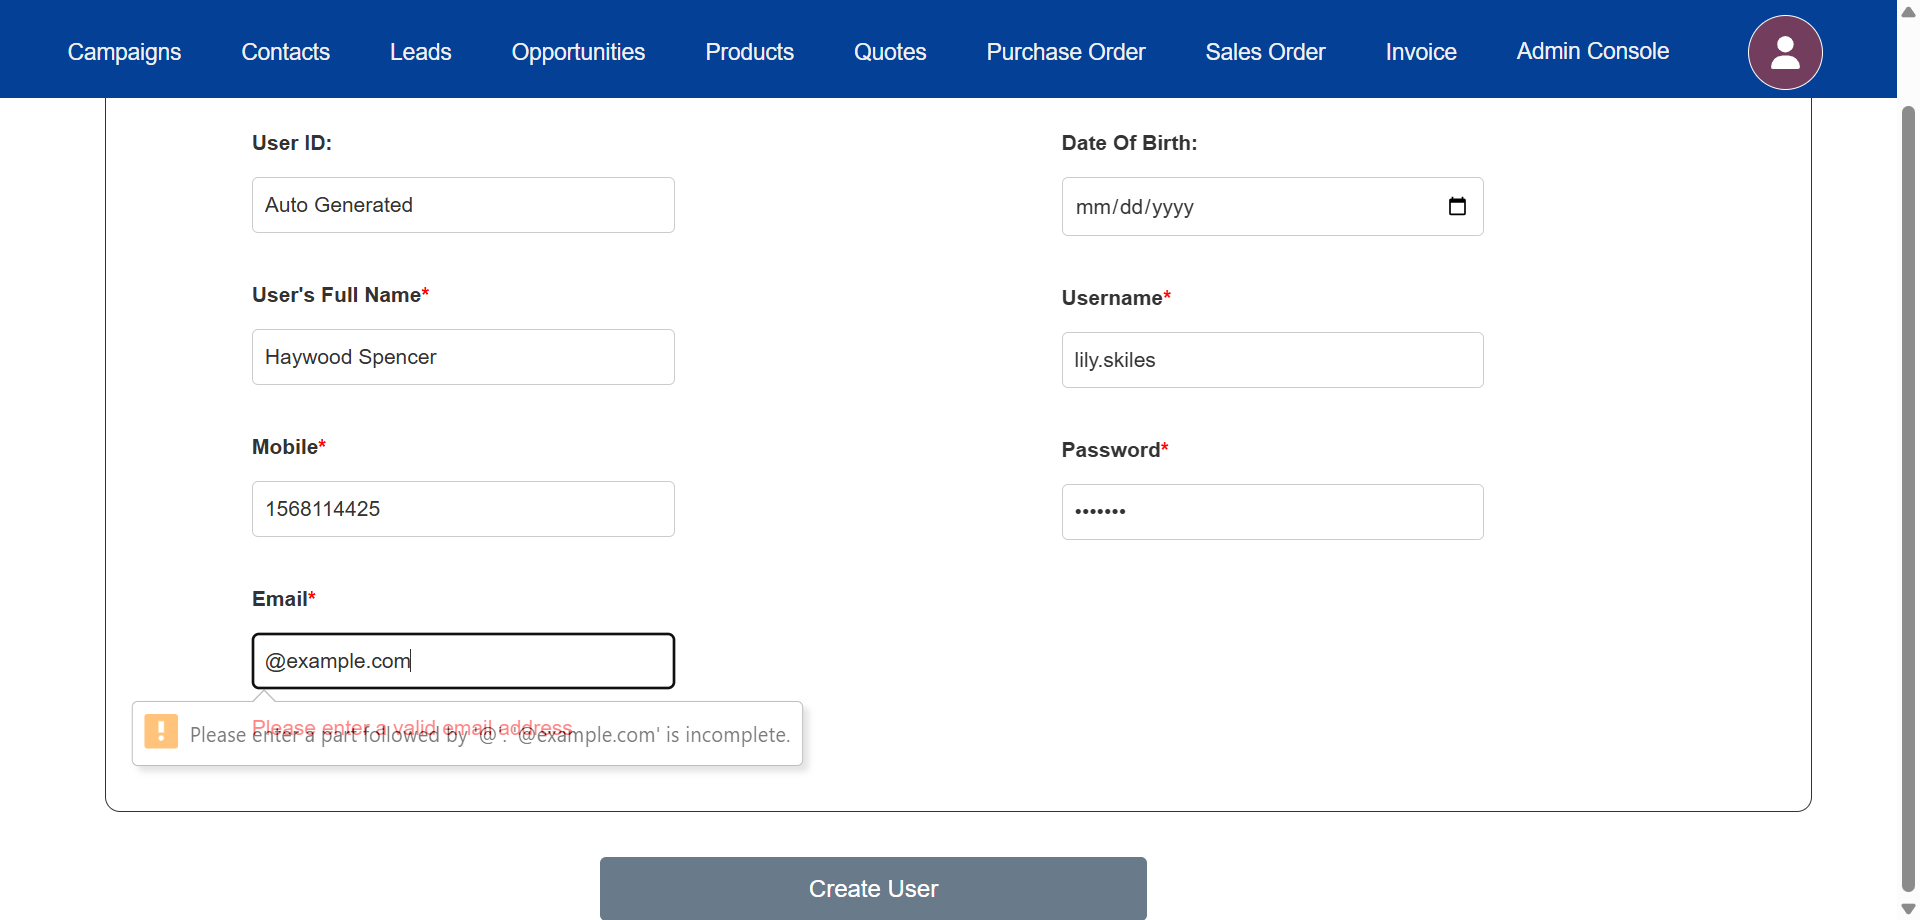 Campaigns Contacts Leads Opportunities Products Quotes Purchase Order Sales Order Invoice Admin Console
User ID:
Auto Generated
Date Of Birth:
mm/dd/yyyy
User's Full Name*
Haywood Spencer
Username*
lily.skiles
Mobile*
1568114425
Password*
•••••••
Email*
@example.com
Please enter a valid email address
Please enter a part followed by '@'. '@example.com' is incomplete.
Create User